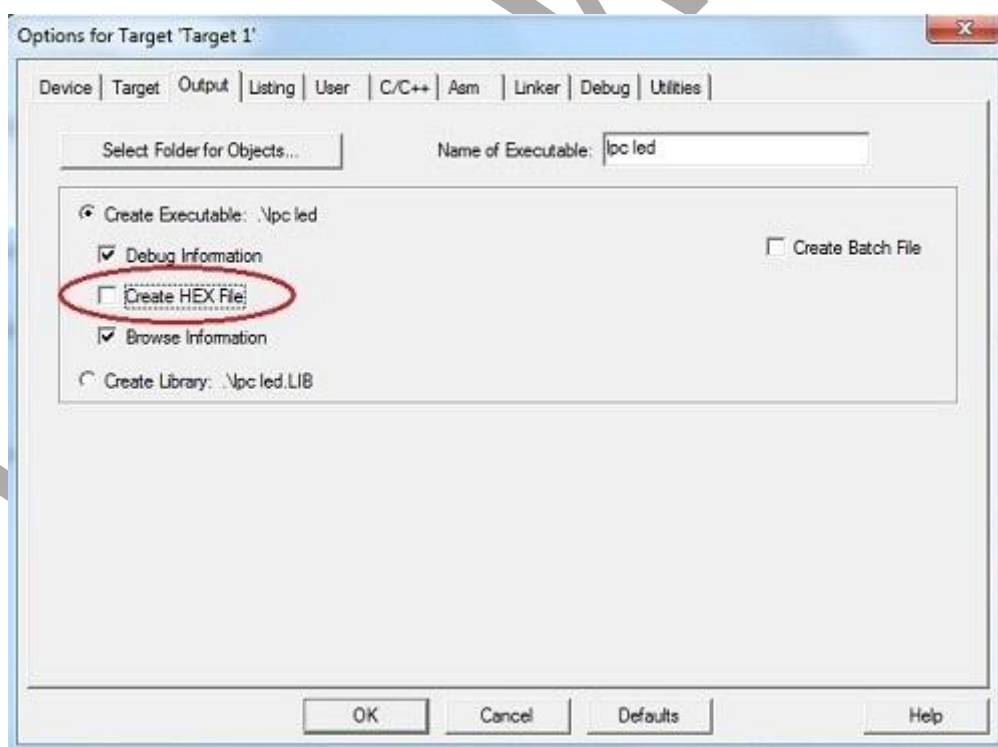 Options for Target 'Target 1'
Device Target Output Listing User C/C++ Asm Linker Debug Utilities
Select Folder for Objects... Name of Executable: lpc led
Create Executable: .\lpc led
Debug Information Create Batch File
Create HEX File
Browse Information
Create Library: .\lpc led.LIB
OK Cancel Defaults Help